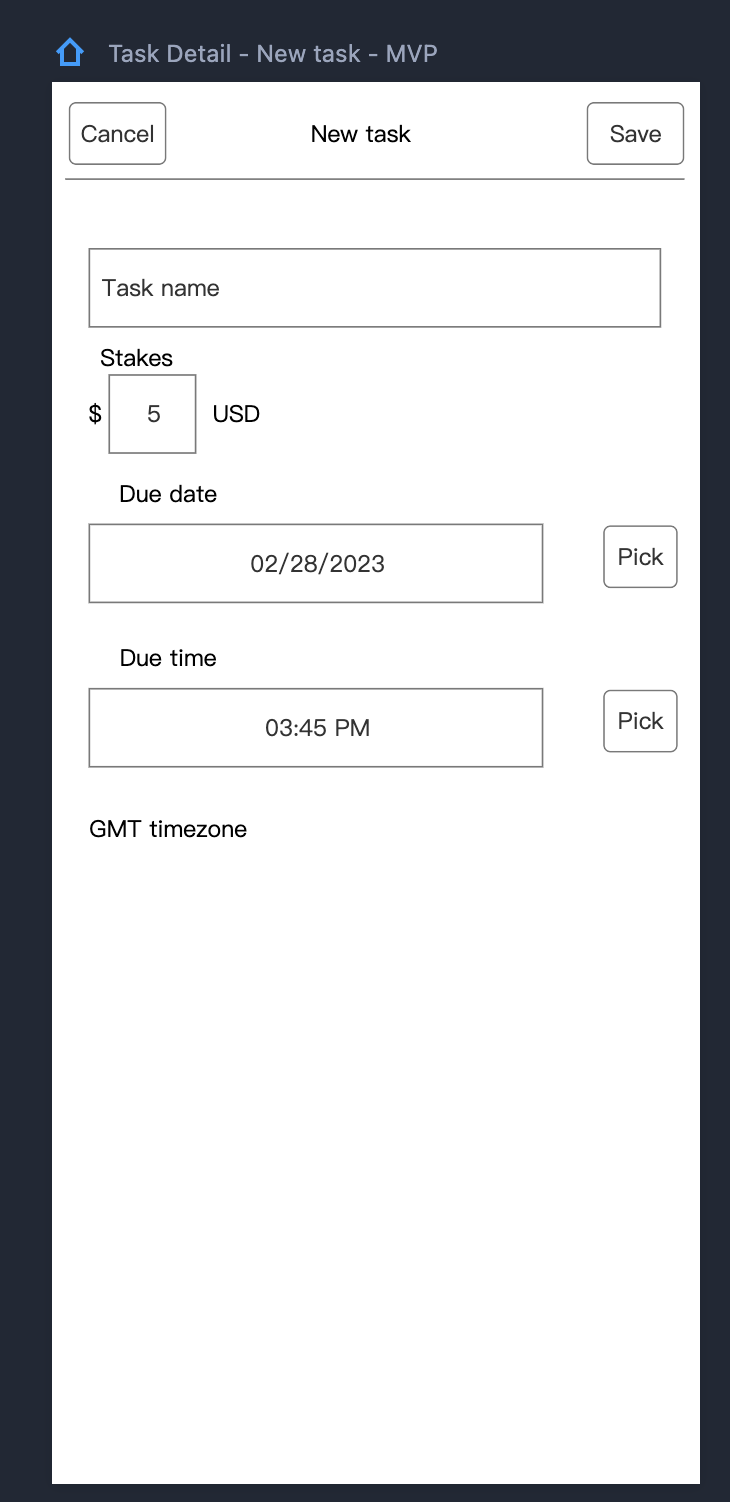 Task Detail - New task - MVP
Cancel New task Save
Task name
Stakes
$ 5 USD
Due date
02/28/2023 Pick
Due time
03:45 PM Pick
GMT timezone